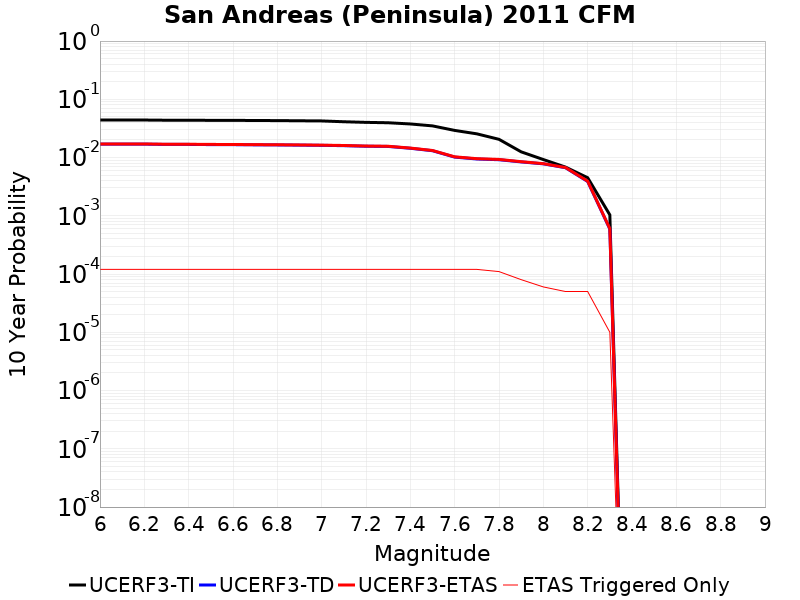 San Andreas (Peninsula) 2011 CFM
10^0
10^-1
10^-2
10^-3
10^-4
10^-5
10^-6
10^-7
10^-8
10 Year Probability
6 6.2 6.4 6.6 6.8 7 7.2 7.4 7.6 7.8 8 8.2 8.4 8.6 8.8 9
Magnitude
UCERF3-TI UCERF3-TD UCERF3-ETAS ETAS Triggered Only